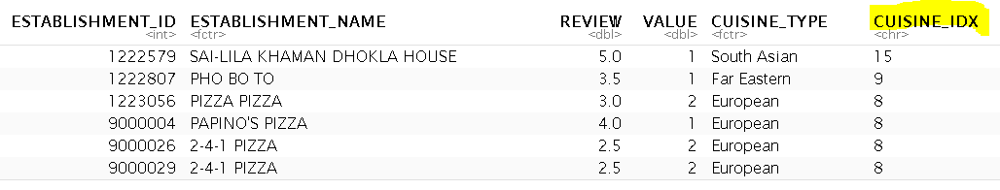 ESTABLISHMENT_ID ESTABLISHMENT_NAME REVIEW VALUE CUISINE_TYPE CUISINE_IDX
<int> <fctr> <dbl> <dbl> <fctr> <chr>
1222579 SAI-LILA KHAMAN DHOKLA HOUSE 5.0 1 South Asian 15
1222807 PHO BO TO 3.5 1 Far Eastern 9
1223056 PIZZA PIZZA 3.0 2 European 8
9000004 PAPINO'S PIZZA 4.0 1 European 8
9000026 2-4-1 PIZZA 2.5 2 European 8
9000029 2-4-1 PIZZA 2.5 2 European 8